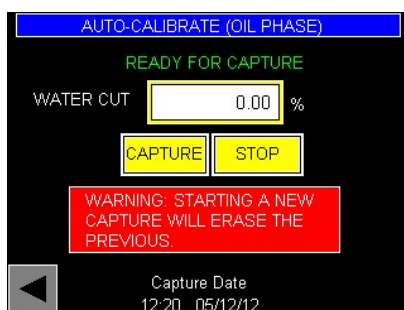 AUTO-CALIBRATE (OIL PHASE)
READY FOR CAPTURE
WATER CUT 0.00 %
CAPTURE STOP
WARNING: STARTING A NEW
CAPTURE WILL ERASE THE
PREVIOUS.
Capture Date
12:20 05/12/12